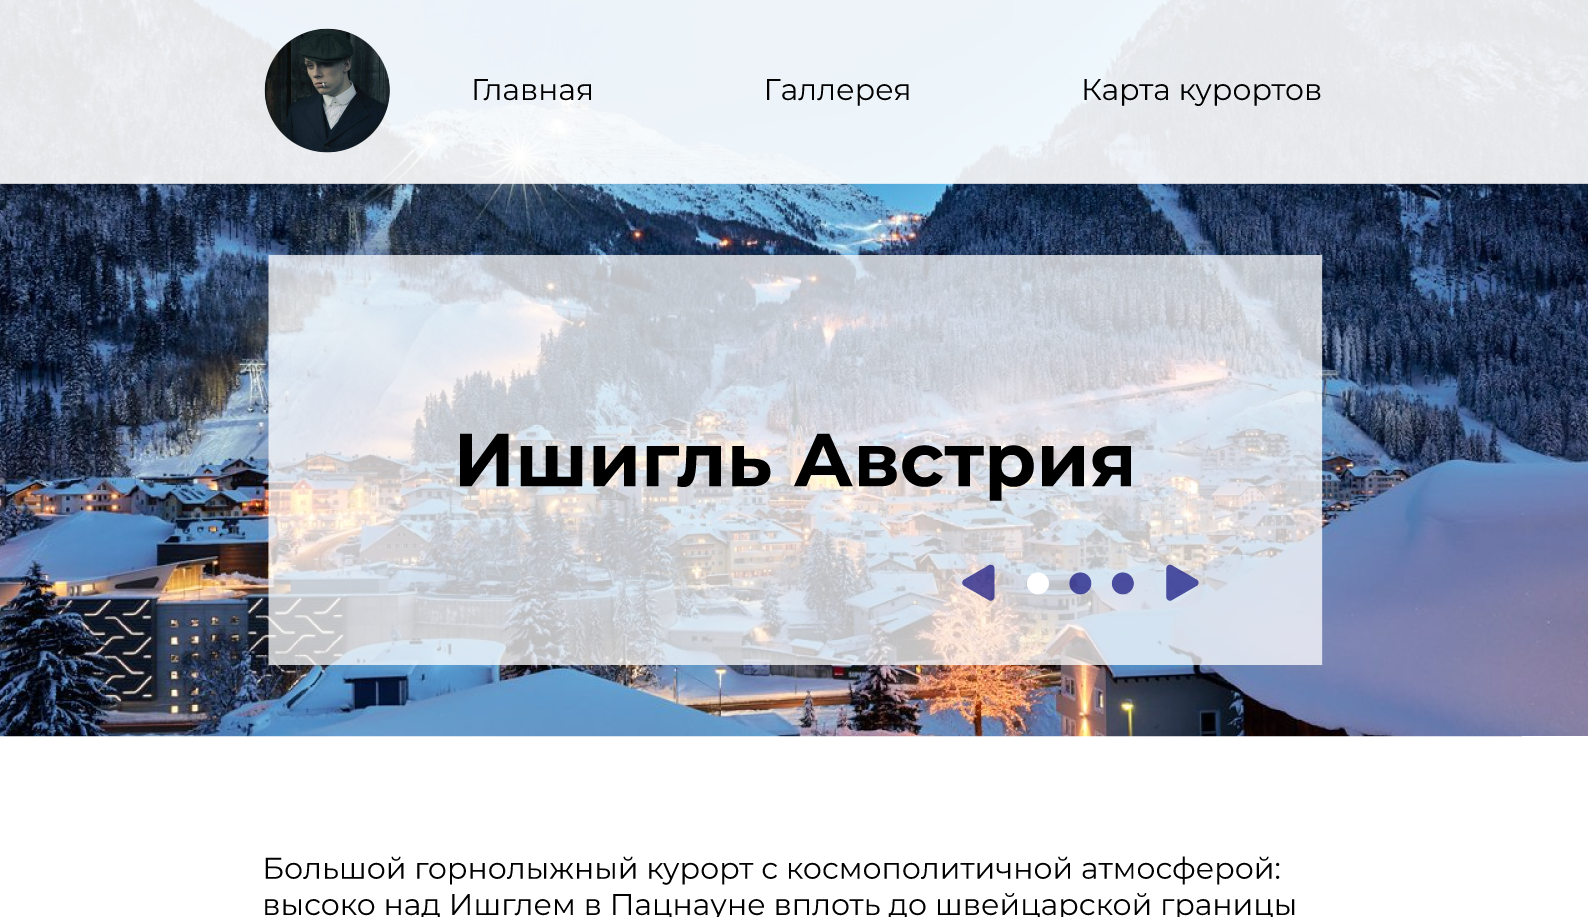 Главная
Галлерея
Карта курортов
Ишигль Австрия
Большой горнолыжный курорт с космополитичной атмосферой:
высоко над Ишглем в Пацнауне вплоть до швейцарской границы